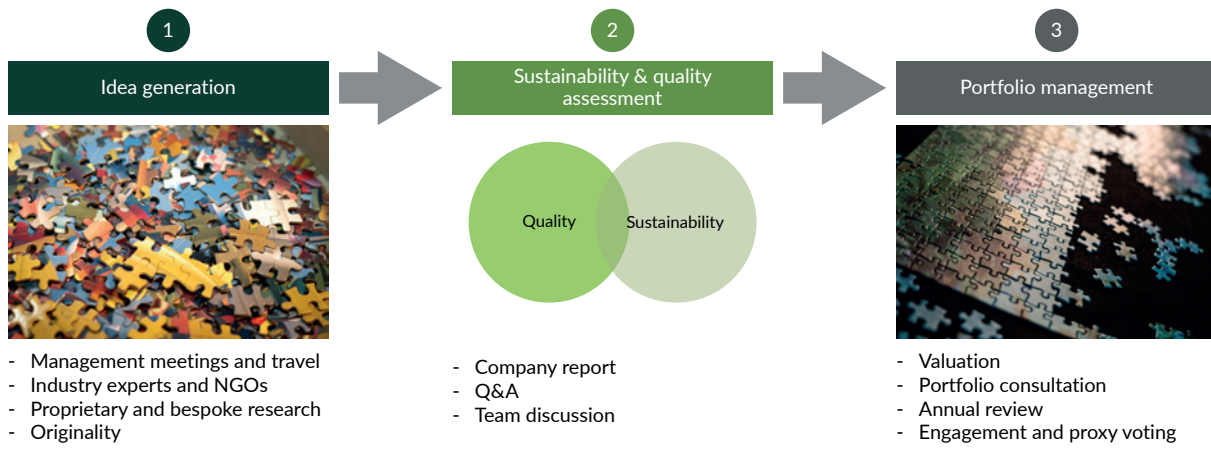 1
Idea generation
- Management meetings and travel
- Industry experts and NGOs
- Proprietary and bespoke research
- Originality
2
Sustainability & quality
assessment
Quality
Sustainability
- Company report
- Q&A
- Team discussion
3
Portfolio management
- Valuation
- Portfolio consultation
- Annual review
- Engagement and proxy voting